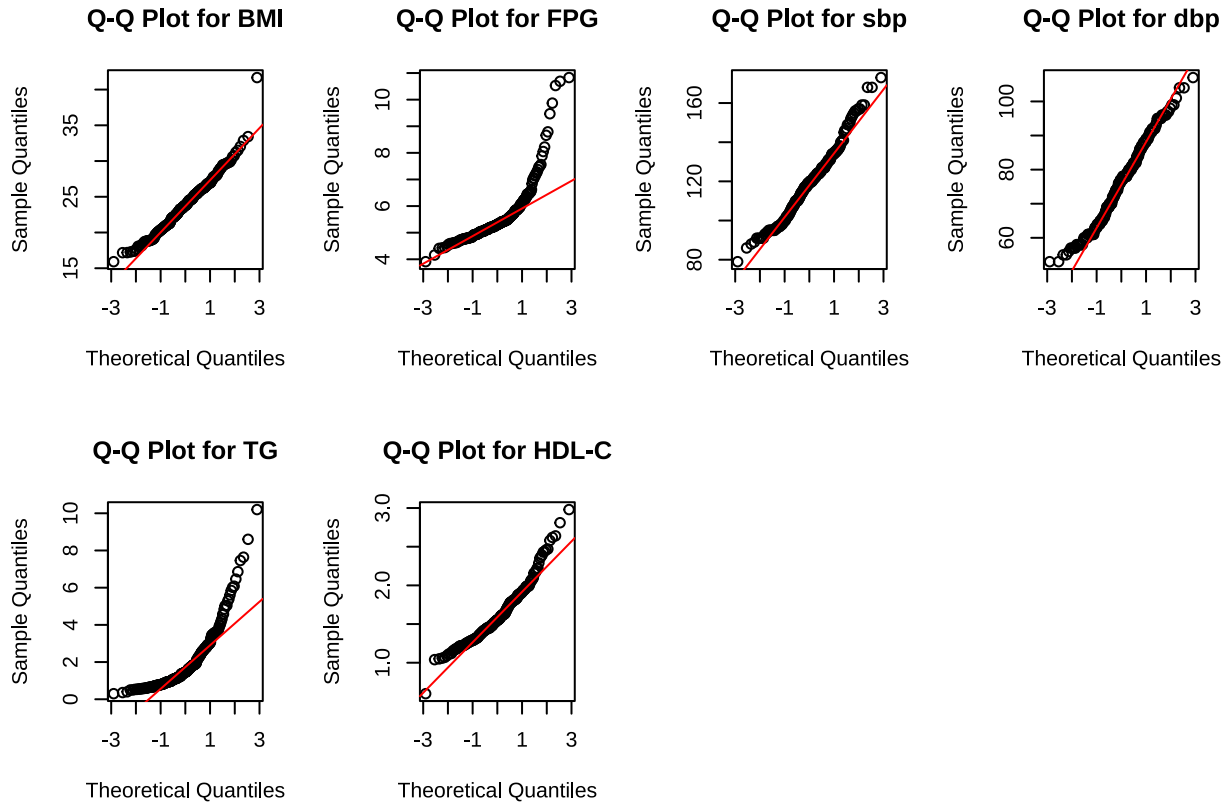 Q-Q Plot for BMI
Sample Quantiles
15 25 35
-3 -1 1 3
Theoretical Quantiles
Q-Q Plot for FPG
Sample Quantiles
4 6 8 10
-3 -1 1 3
Theoretical Quantiles
Q-Q Plot for sbp
Sample Quantiles
80 120 160
-3 -1 1 3
Theoretical Quantiles
Q-Q Plot for dbp
Sample Quantiles
60 80 100
-3 -1 1 3
Theoretical Quantiles
Q-Q Plot for TG
Sample Quantiles
0 2 4 6 8 10
-3 -1 1 3
Theoretical Quantiles
Q-Q Plot for HDL-C
Sample Quantiles
1.0 2.0 3.0
-3 -1 1 3
Theoretical Quantiles